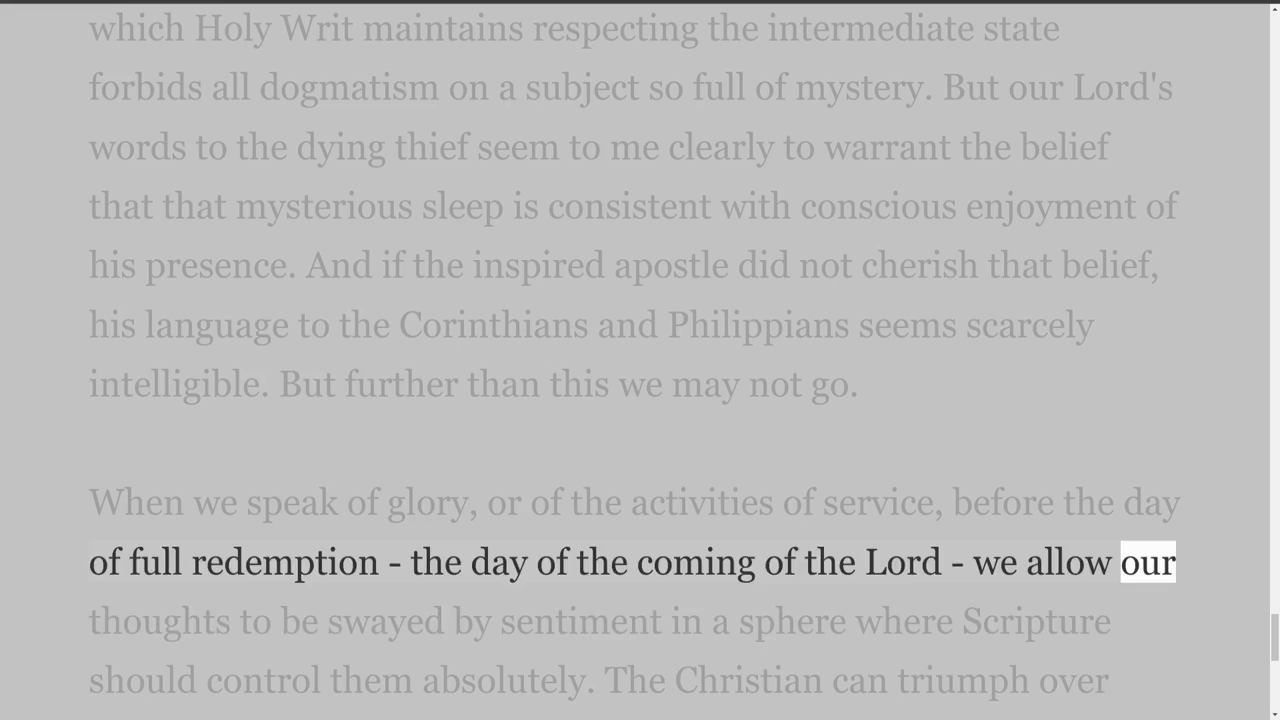 which Holy Writ maintains respecting the intermediate state
forbids all dogmatism on a subject so full of mystery. But our Lord's
words to the dying thief seem to me clearly to warrant the belief
that that mysterious sleep is consistent with conscious enjoyment of
his presence. And if the inspired apostle did not cherish that belief,
his language to the Corinthians and Philippians seems scarcely
intelligible. But further than this we may not go.
When we speak of glory, or of the activities of service, before the day
of full redemption - the day of the coming of the Lord - we allow our
thoughts to be swayed by sentiment in a sphere where Scripture
should control them absolutely. The Christian can triumph over